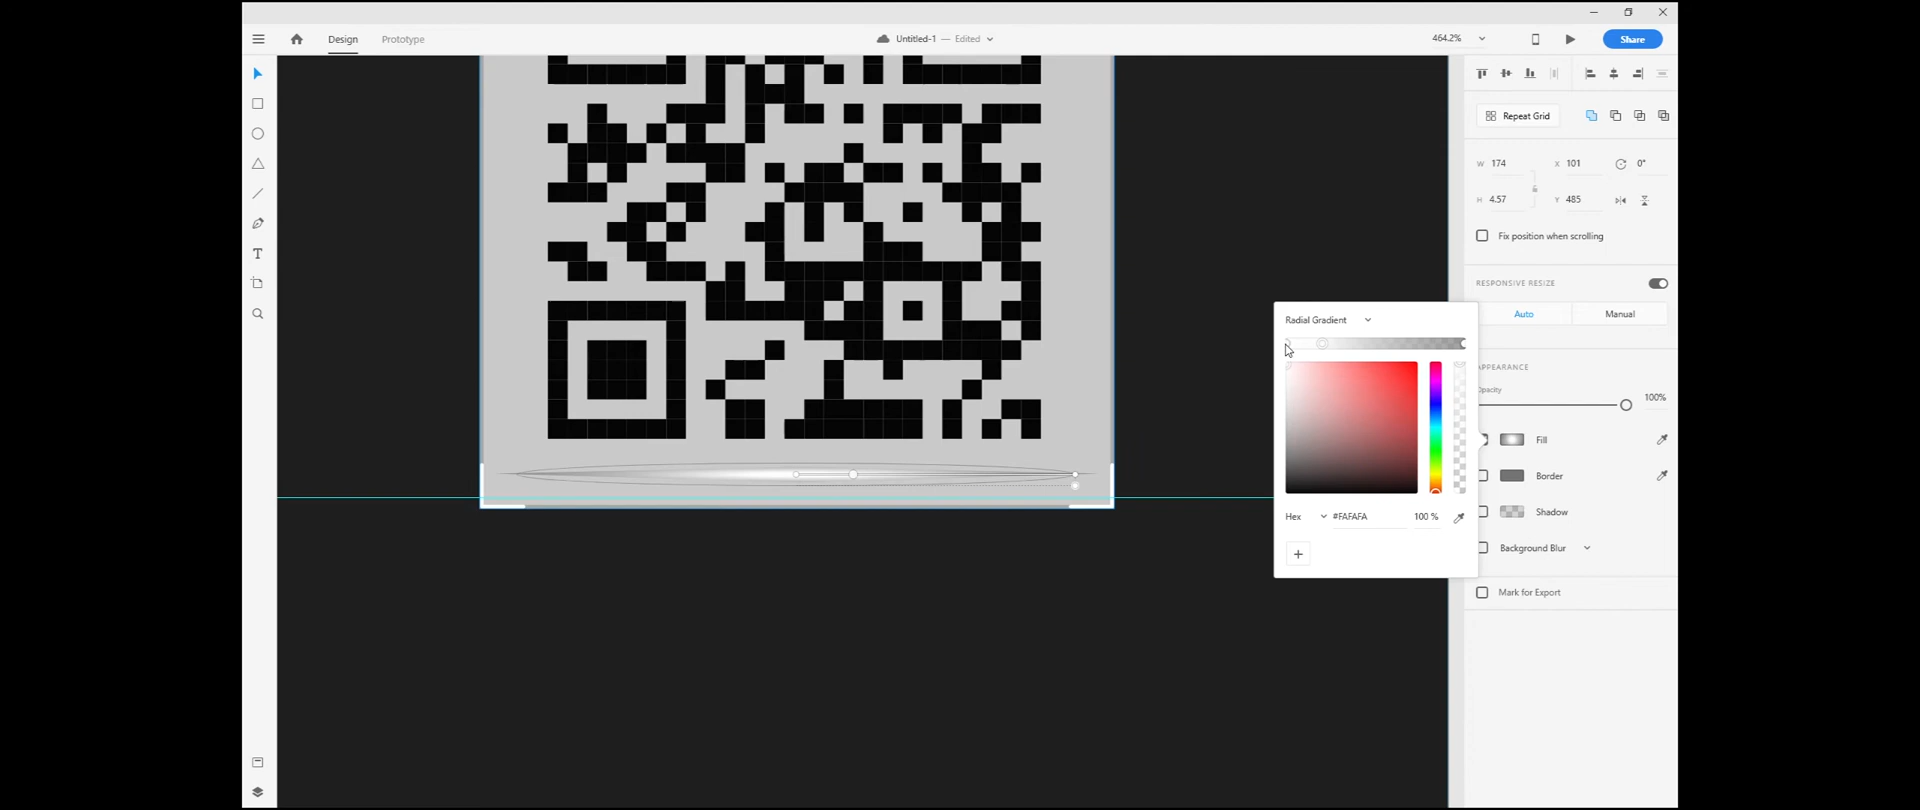 Design Prototype Untitled-1 — Edited 464.2% Share
Repeat Grid
W 174 X 101 0°
H 4.57 Y 485
Fix position when scrolling
RESPONSIVE RESIZE
Auto Manual
Radial Gradient
APPEARANCE
Opacity
100%
Fill
Border
Hex #FAFAFA 100 %
Shadow
Background Blur
+
Mark for Export